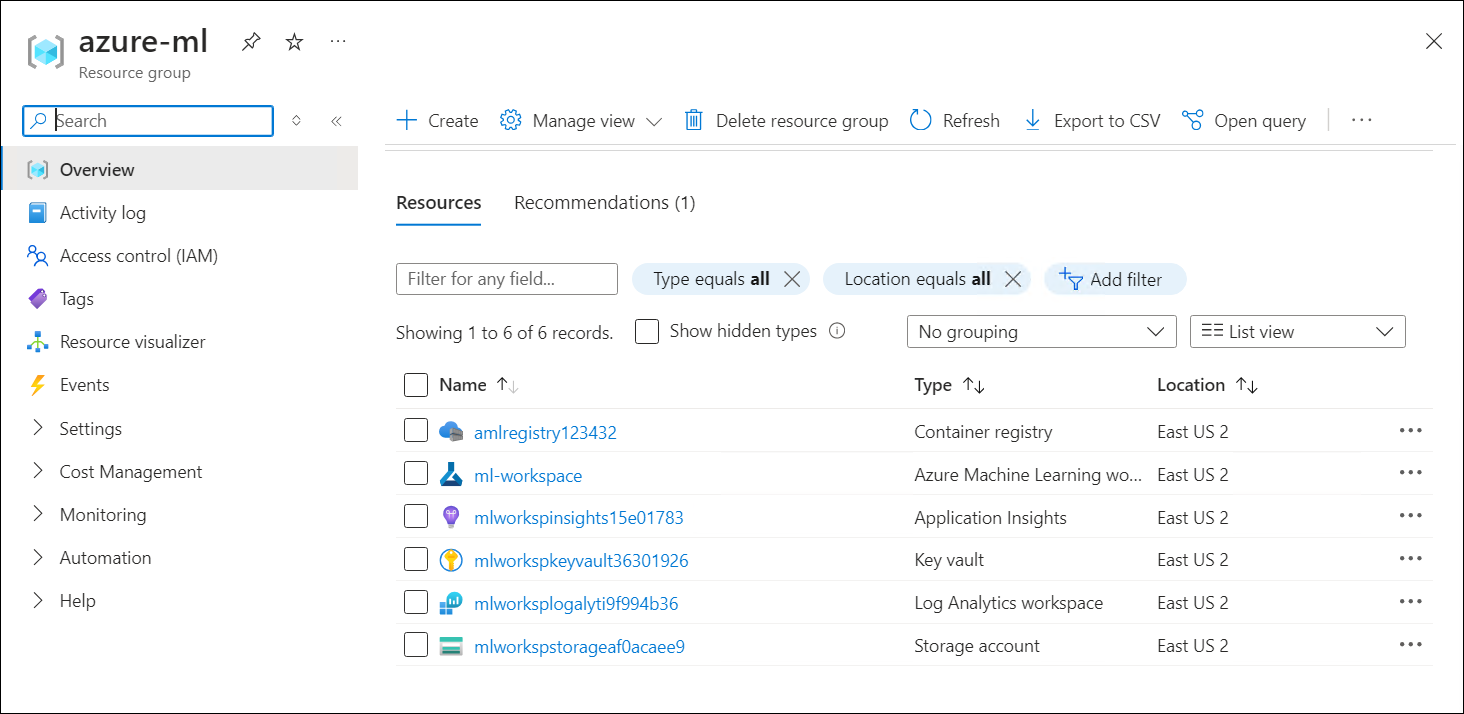 azure-ml
Resource group
Search
Overview
Activity log
Access control (IAM)
Tags
Resource visualizer
Events
Settings
Cost Management
Monitoring
Automation
Help
Create Manage view Delete resource group Refresh Export to CSV Open query
Resources Recommendations (1)
Filter for any field... Type equals all Location equals all Add filter
Showing 1 to 6 of 6 records. Show hidden types No grouping List view
Name Type Location
amlregistry123432 Container registry East US 2
ml-workspace Azure Machine Learning wo... East US 2
mlworkspinsights15e01783 Application Insights East US 2
mlworkspkeyvault36301926 Key vault East US 2
mlworksplogalyti9f994b36 Log Analytics workspace East US 2
mlworkspstorageaf0acaee9 Storage account East US 2